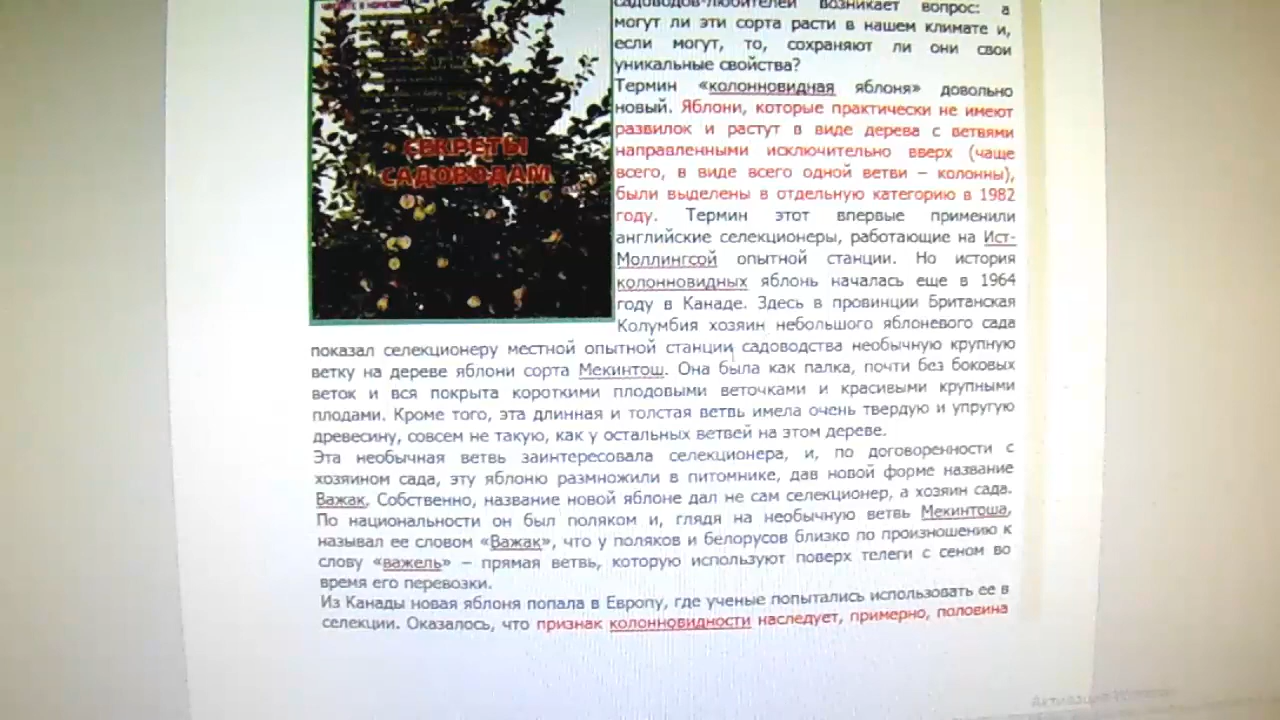 СЕКРЕТЫ
САДОВОДАМ
садоводов-любителей возникает вопрос: а
могут ли эти сорта расти в нашем климате и,
если могут, то, сохраняют ли они свои
уникальные свойства?
Термин «колонновидная яблоня» довольно
новый. Яблони, которые практически не имеют
развилок и растут в виде дерева с ветвями
направленными исключительно вверх (чаще
всего, в виде всего одной ветви – колонны),
были выделены в отдельную категорию в 1982
году. Термин этот впервые применили
английские селекционеры, работающие на Ист-
Моллингсой опытной станции. Но история
колонновидных яблонь началась еще в 1964
году в Канаде. Здесь в провинции Британская
Колумбия хозяин небольшого яблоневого сада
показал селекционеру местной опытной станции садоводства необычную крупную
ветку на дереве яблони сорта Мекинтош. Она была как палка, почти без боковых
веток и вся покрыта короткими плодовыми веточками и красивыми крупными
плодами. Кроме того, эта длинная и толстая ветвь имела очень твердую и упругую
древесину, совсем не такую, как у остальных ветвей на этом дереве.
Эта необычная ветвь заинтересовала селекционера, и, по договоренности с
хозяином сада, эту яблоню размножили в питомнике, дав новой форме название
Важак. Собственно, название новой яблоне дал не сам селекционер, а хозяин сада.
По национальности он был поляком и, глядя на необычную ветвь Мекинтоша,
называл ее словом «Важак», что у поляков и белорусов близко по произношению к
слову «важель» – прямая ветвь, которую используют поверх телеги с сеном во
время его перевозки.
Из Канады новая яблоня попала в Европу, где ученые попытались использовать ее в
селекции. Оказалось, что признак колонновидности наследует, примерно, половина